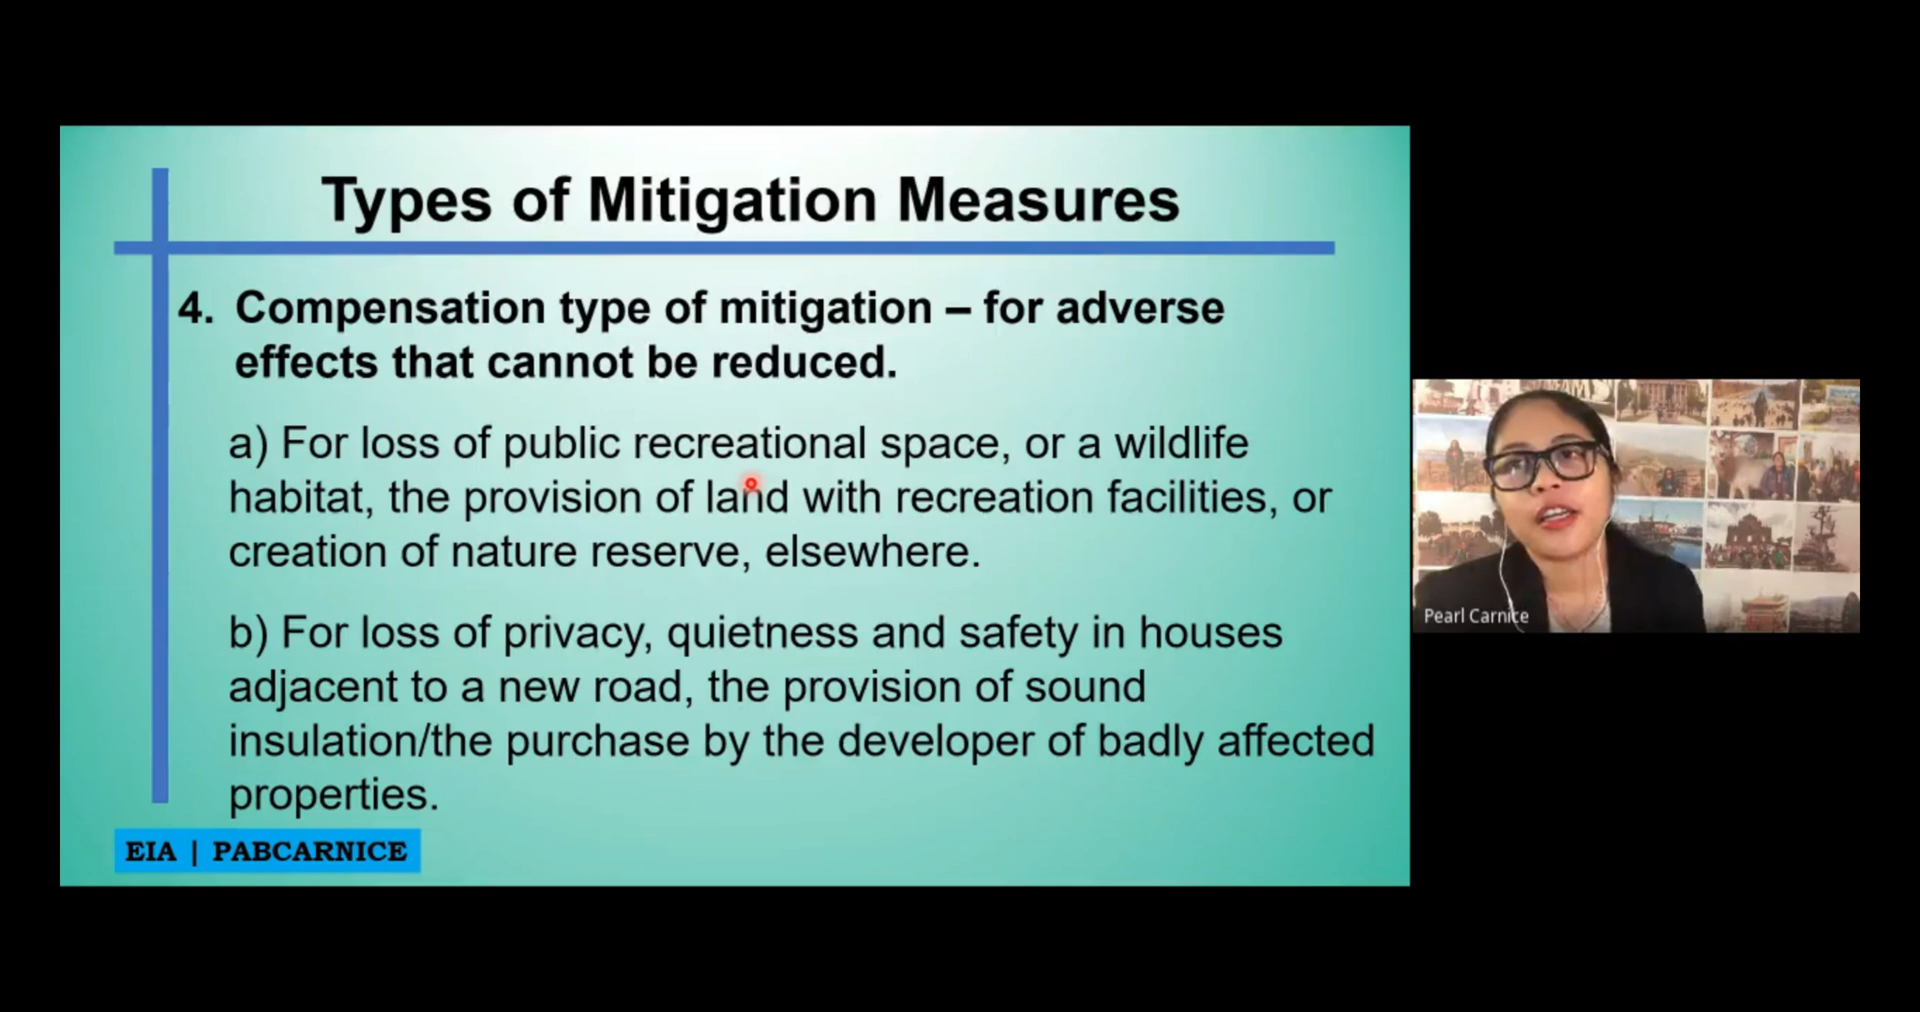 Types of Mitigation Measures
4. Compensation type of mitigation – for adverse
effects that cannot be reduced.
a) For loss of public recreational space, or a wildlife
habitat, the provision of land with recreation facilities, or
creation of nature reserve, elsewhere.
b) For loss of privacy, quietness and safety in houses
adjacent to a new road, the provision of sound
insulation/the purchase by the developer of badly affected
properties.
EIA | PABCARNICE
Pearl Carnice